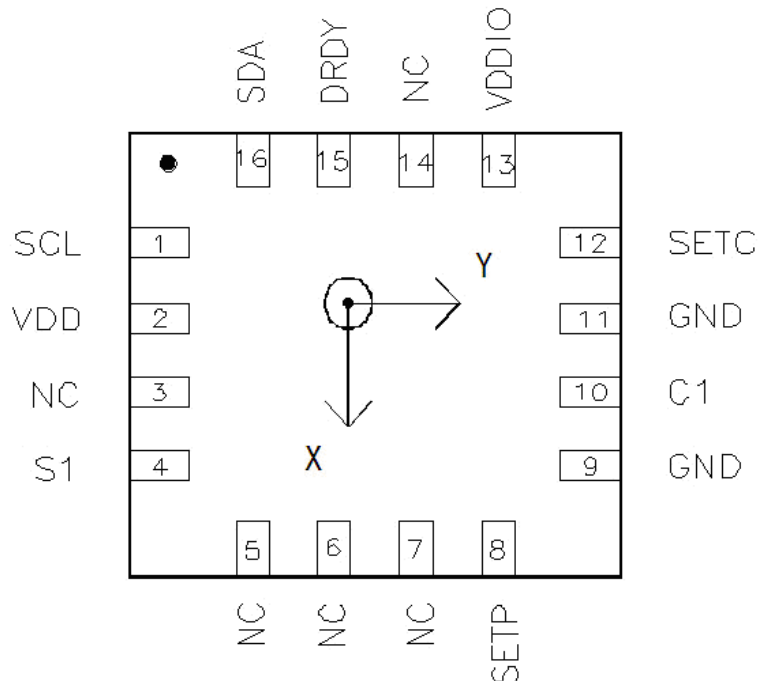 SDA DRDY NC VDDIO
16 15 14 13
SCL 1 12 SETC
Y
VDD 2 11 GND
NC 3 10 C1
X
S1 4 9 GND
5 6 7 8
NC NC NC SETP